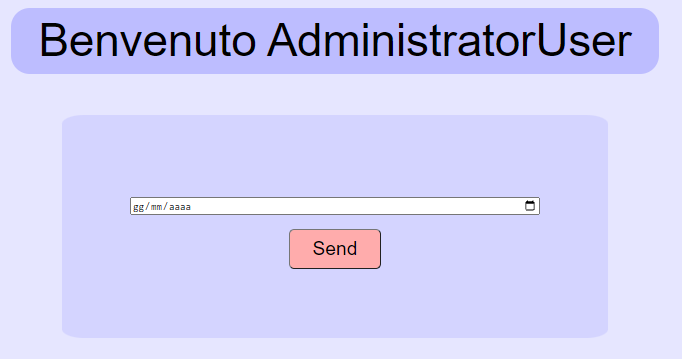 Benvenuto AdministratorUser
gg/mm/aaaa
Send